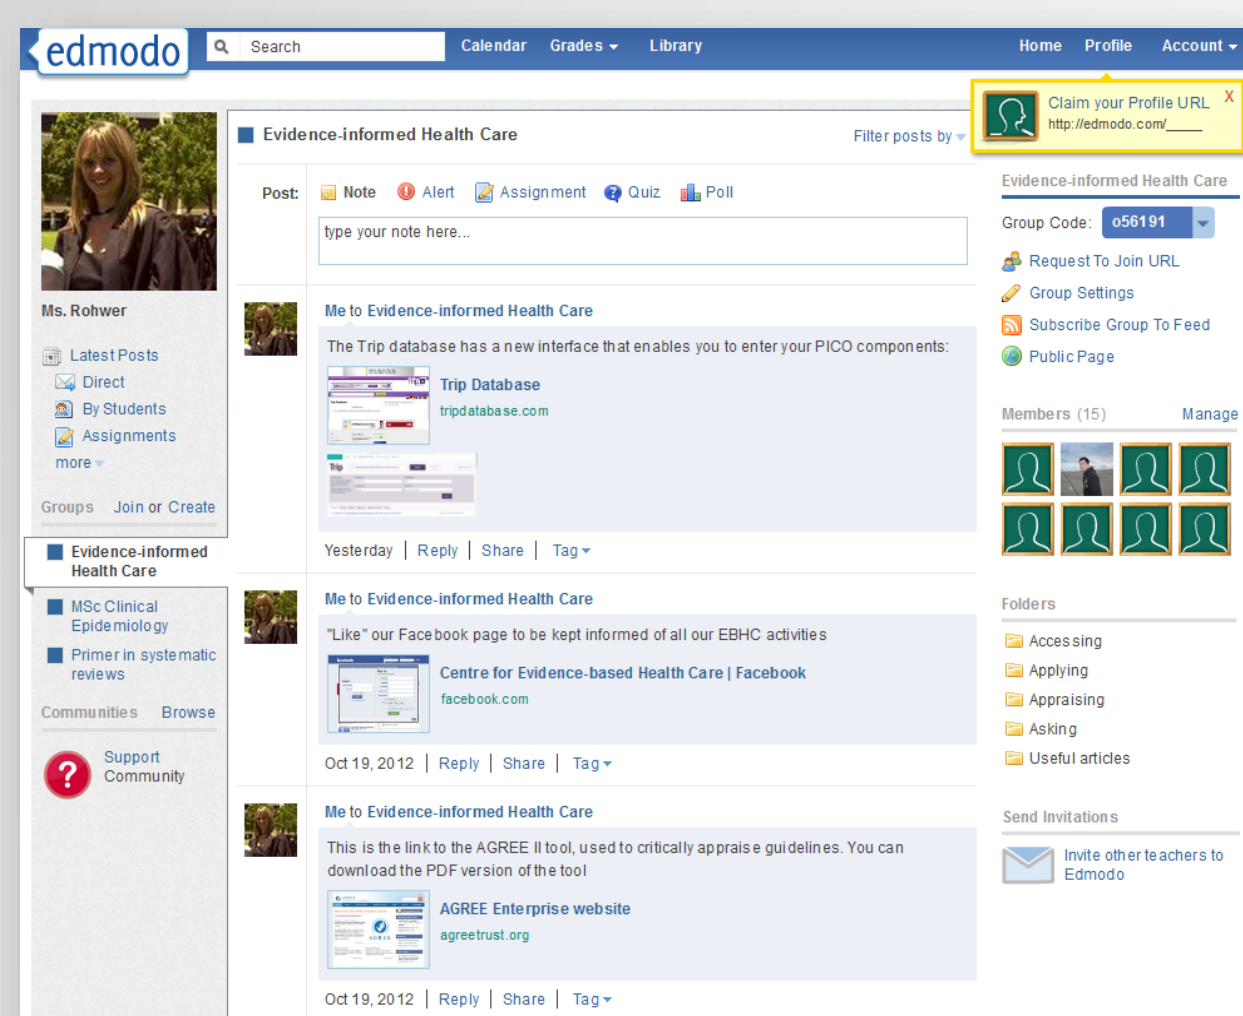 edmodo
Search
Calendar Grades Library
Home Profile Account
Claim your Profile URL X
http://edmodo.com/_____
Ms. Rohwer
Latest Posts
Direct
By Students
Assignments
more
Groups Join or Create
Evidence-informed
Health Care
MSc Clinical
Epidemiology
Primer in systematic
reviews
Communities Browse
?
Support
Community
Evidence-informed Health Care
Filter posts by
Post: Note Alert Assignment Quiz Poll
type your note here...
Me to Evidence-informed Health Care
The Trip database has a new interface that enables you to enter your PICO components:
Trip Database
tripdatabase.com
Trip
Yesterday | Reply | Share | Tag
Me to Evidence-informed Health Care
"Like" our Facebook page to be kept informed of all our EBHC activities
Centre for Evidence-based Health Care | Facebook
facebook.com
Oct 19, 2012 | Reply | Share | Tag
Me to Evidence-informed Health Care
This is the link to the AGREE II tool, used to critically appraise guidelines. You can
download the PDF version of the tool
AGREE Enterprise website
agreetrust.org
Oct 19, 2012 | Reply | Share | Tag
Evidence-informed Health Care
Group Code: o56191
Request To Join URL
Group Settings
Subscribe Group To Feed
Public Page
Members (15) Manage
Folders
Accessing
Applying
Appraising
Asking
Useful articles
Send Invitations
Invite other teachers to
Edmodo